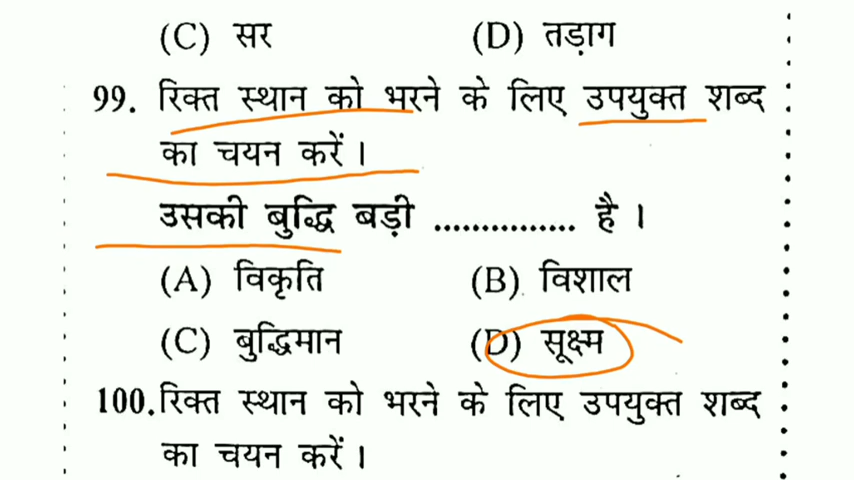 (C) सर (D) तड़ाग
99. रिक्त स्थान को भरने के लिए उपयुक्त शब्द
का चयन करें।
उसकी बुद्धि बड़ी ............... है ।
(A) विकृति (B) विशाल
(C) बुद्धिमान (D) सूक्ष्म
100. रिक्त स्थान को भरने के लिए उपयुक्त शब्द
का चयन करें।